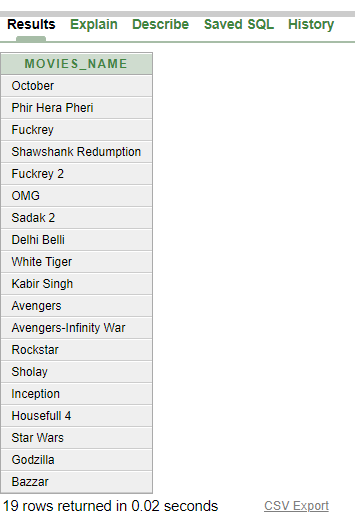 Results Explain Describe Saved SQL History
MOVIES_NAME
October
Phir Hera Pheri
Fuckrey
Shawshank Redumption
Fuckrey 2
OMG
Sadak 2
Delhi Belli
White Tiger
Kabir Singh
Avengers
Avengers-Infinity War
Rockstar
Sholay
Inception
Housefull 4
Star Wars
Godzilla
Bazzar
19 rows returned in 0.02 seconds CSV Export